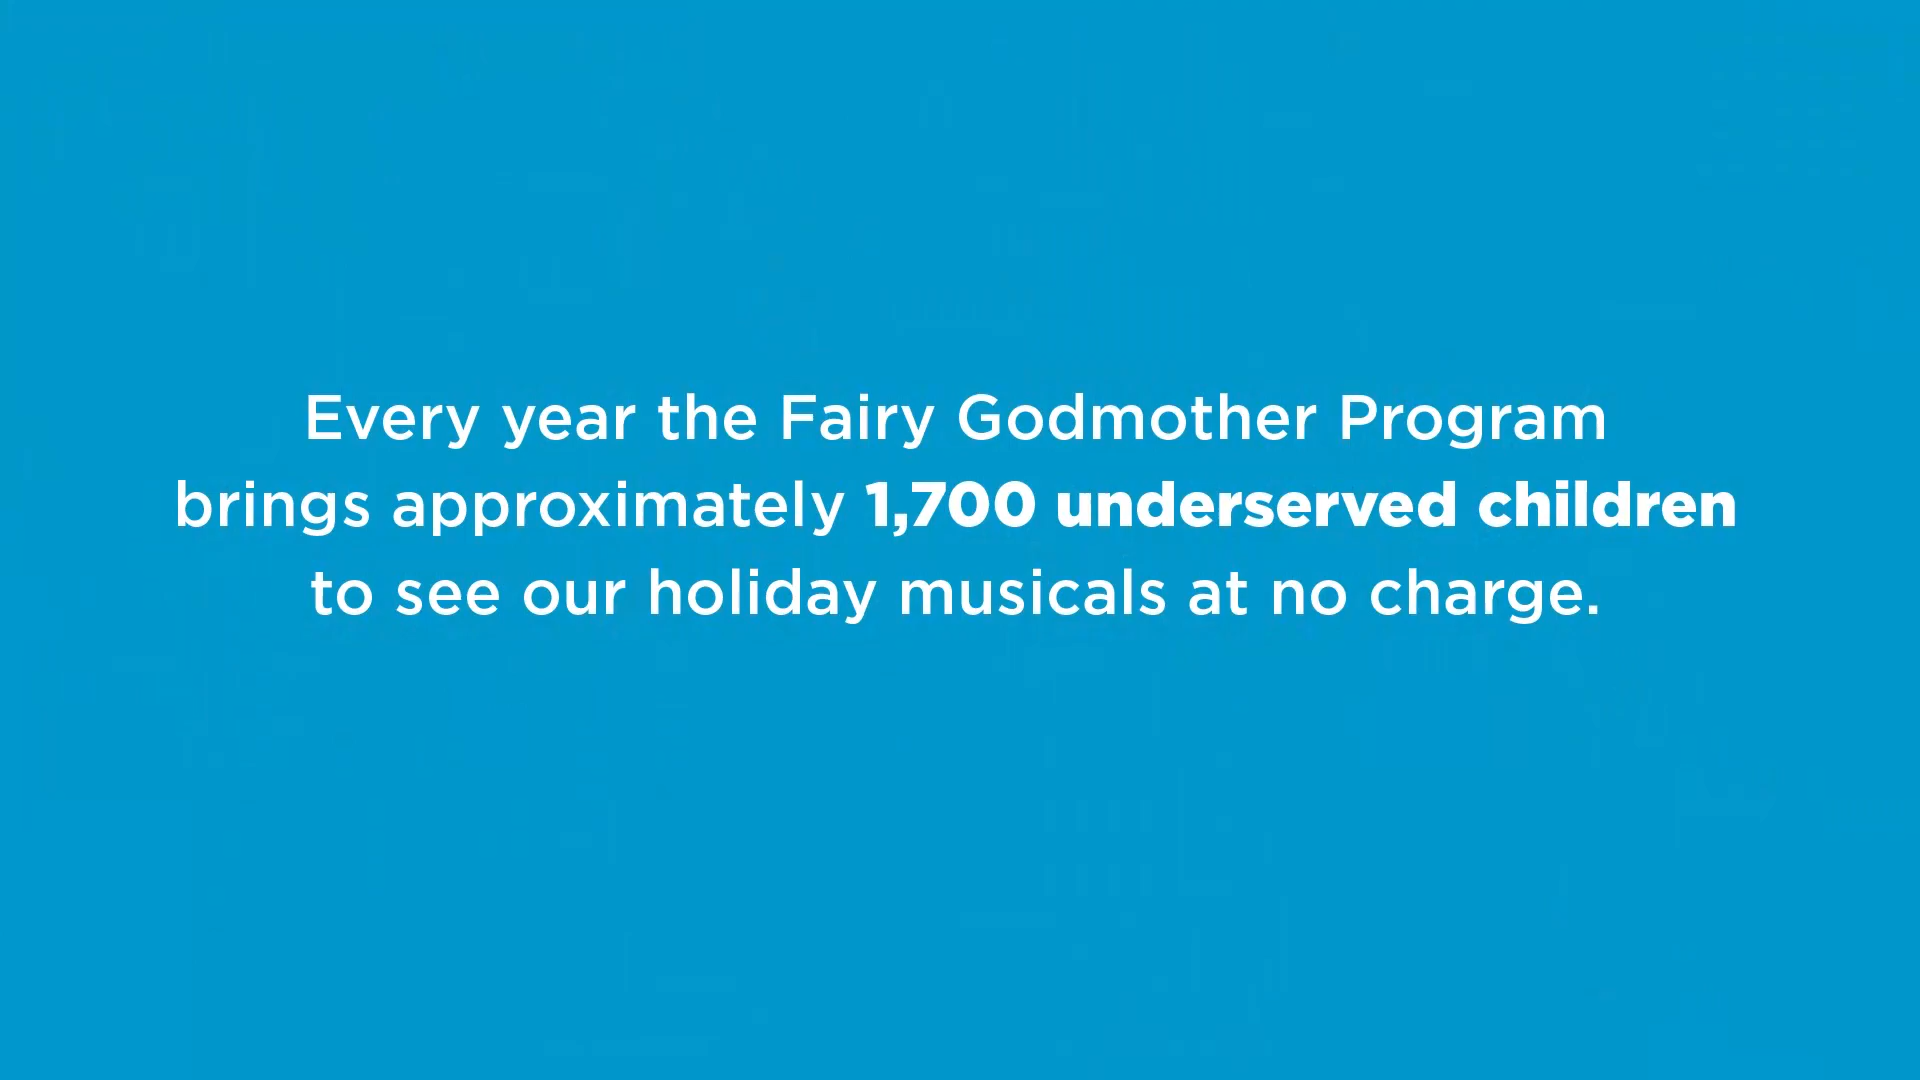 Every year the Fairy Godmother Program
brings approximately 1,700 underserved children
to see our holiday musicals at no charge.